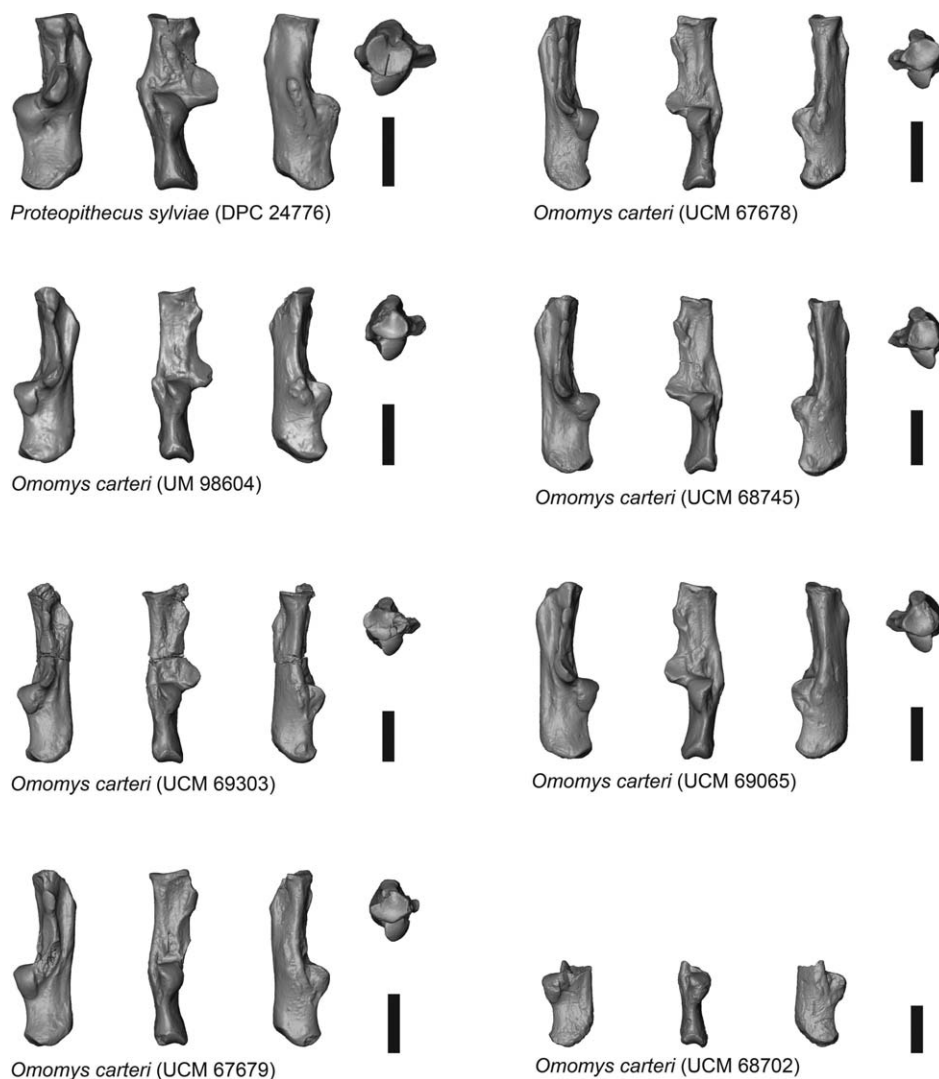 Proteopithecus sylviae (DPC 24776)
Omomys carteri (UCM 67678)
Omomys carteri (UM 98604)
Omomys carteri (UCM 68745)
Omomys carteri (UCM 69303)
Omomys carteri (UCM 69065)
Omomys carteri (UCM 67679)
Omomys carteri (UCM 68702)